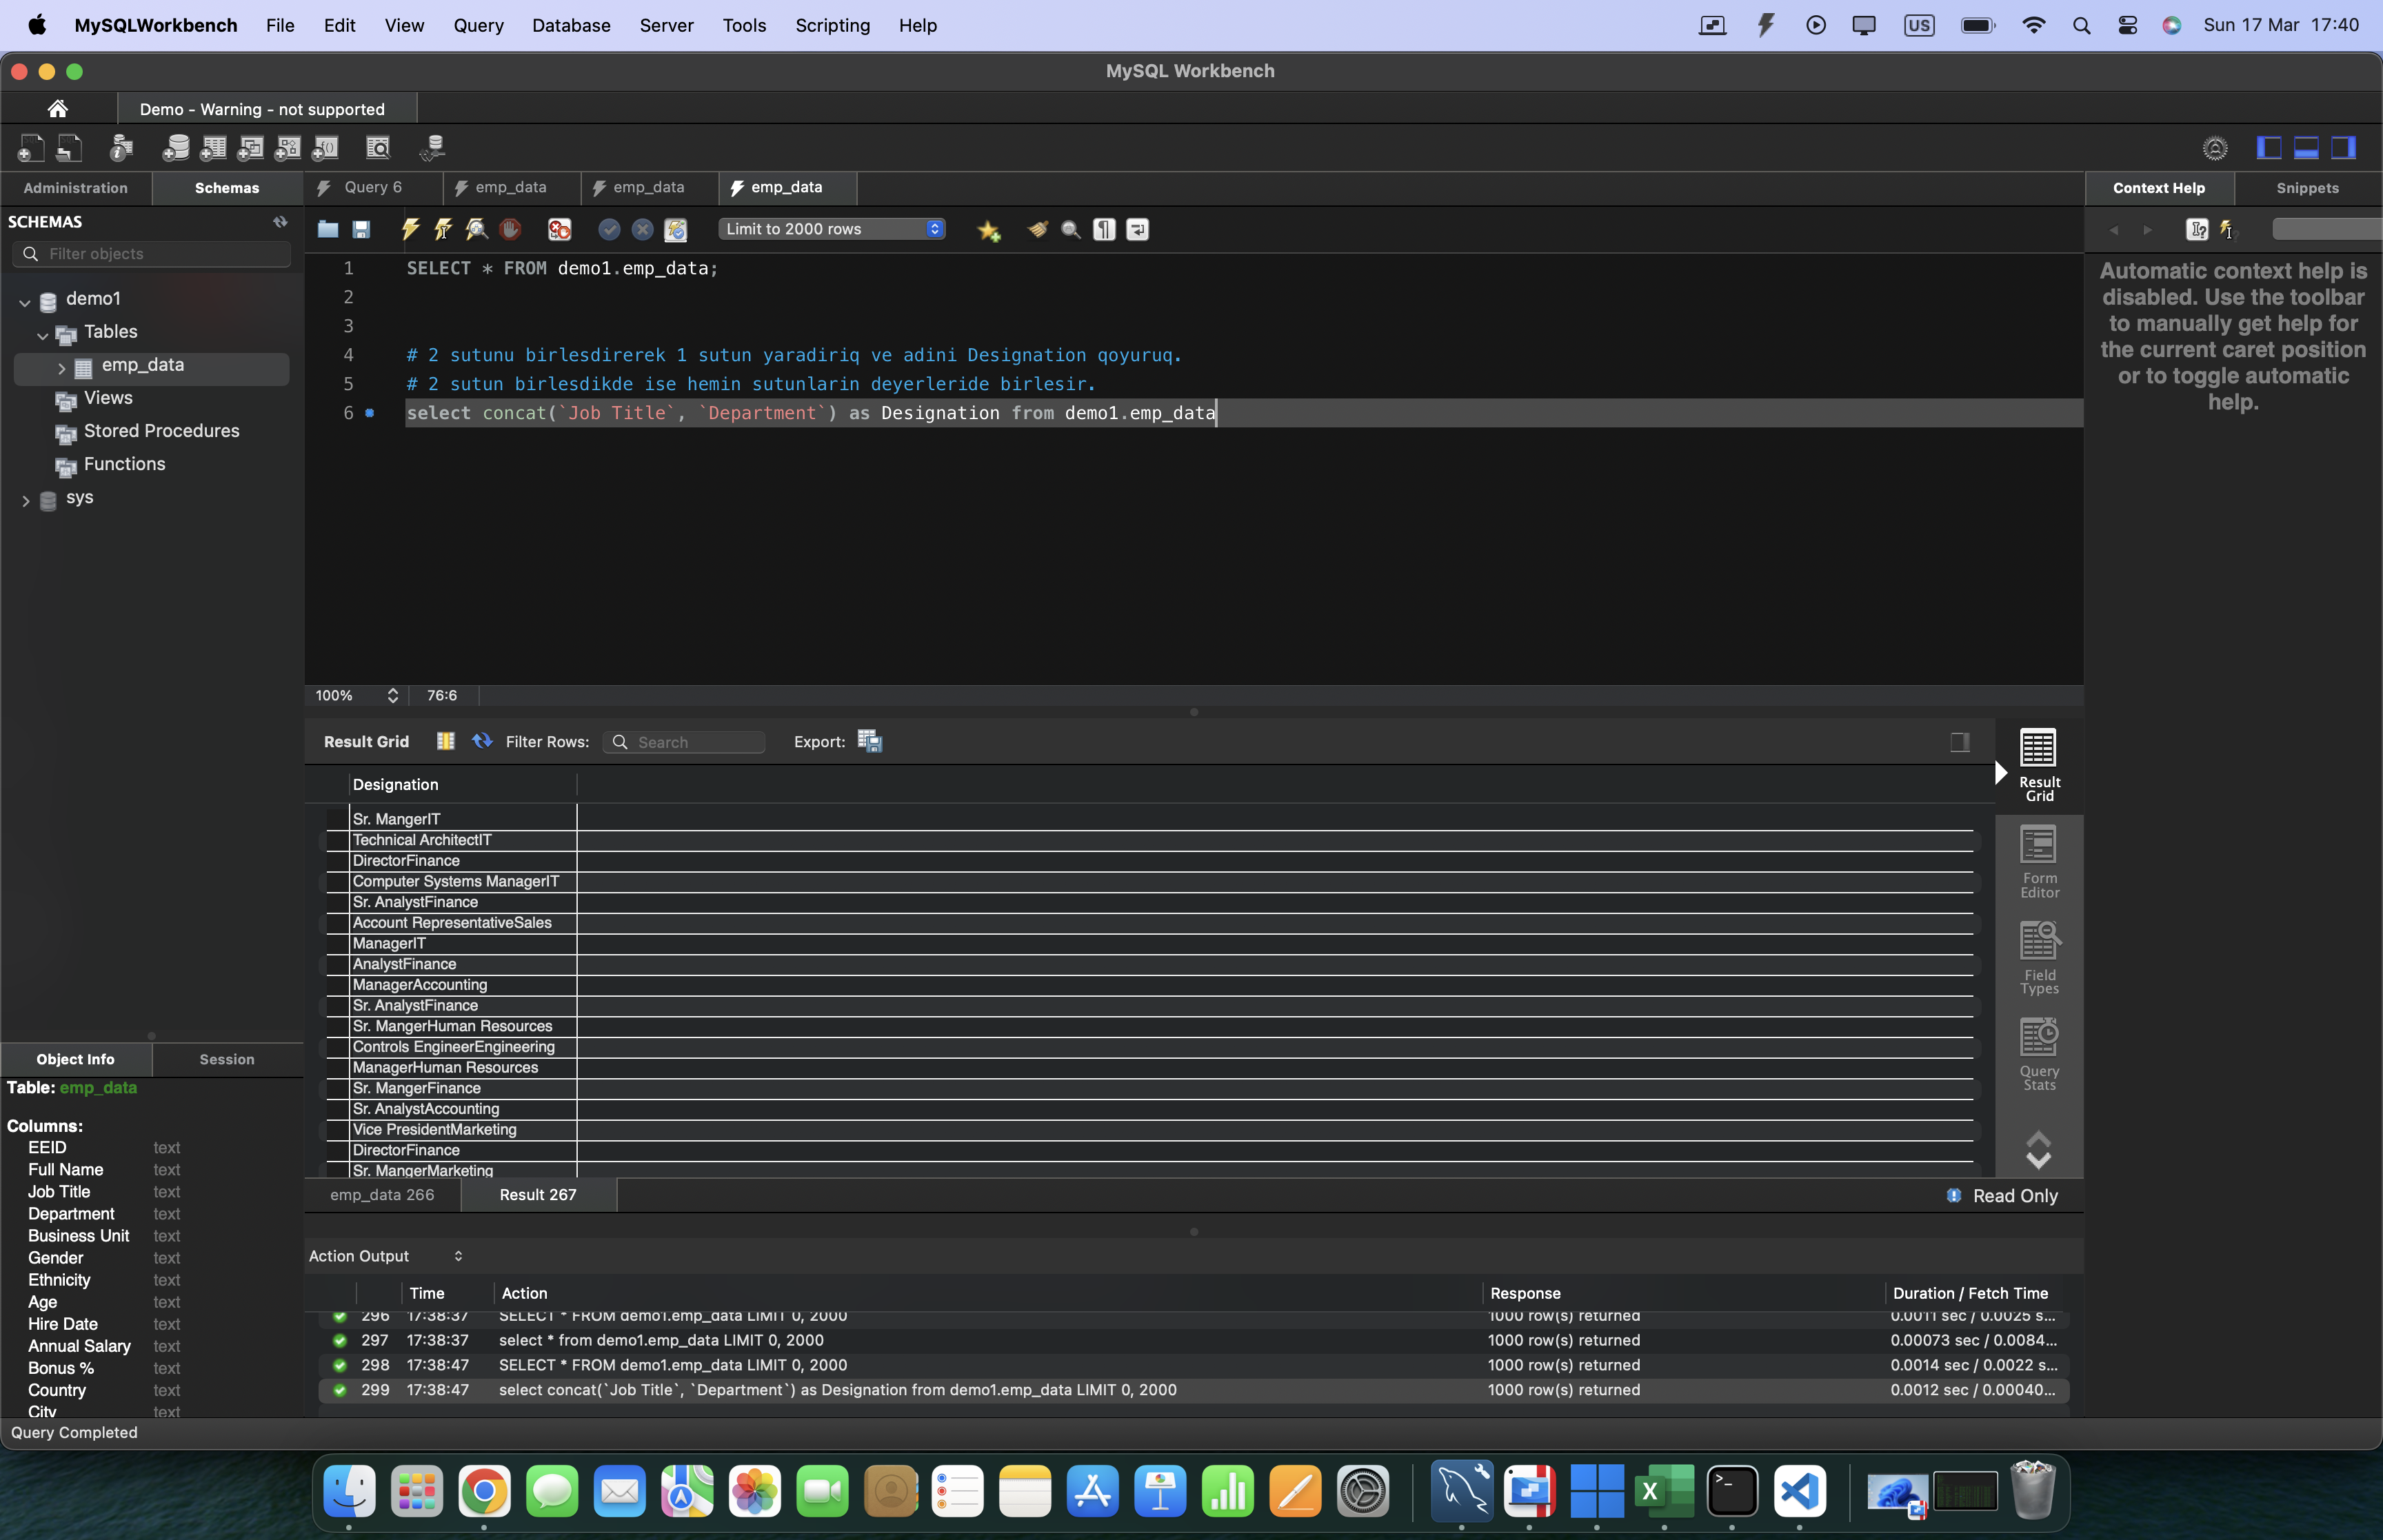 MySQLWorkbench File Edit View Query Database Server Tools Scripting Help US Sun 17 Mar 17:40
MySQL Workbench
Demo - Warning - not supported
Administration Schemas
Query 6 emp_data emp_data emp_data
Context Help Snippets
SCHEMAS
Limit to 2000 rows
Filter objects
demo1
Tables
emp_data
Views
Stored Procedures
Functions
sys
1 SELECT * FROM demo1.emp_data;
2
3
4 # 2 sutunu birlesdirerek 1 sutun yaradiriq ve adini Designation qoyuruq.
5 # 2 sutun birlesdikde ise hemin sutunlarin deyerleride birlesir.
6 select concat(`Job Title`, `Department`) as Designation from demo1.emp_data
Automatic context help is
disabled. Use the toolbar
to manually get help for
the current caret position
or to toggle automatic
help.
100% 76:6
Result Grid Filter Rows: Search Export:
Designation
Sr. MangerIT
Technical ArchitectIT
DirectorFinance
Computer Systems ManagerIT
Sr. AnalystFinance
Account RepresentativeSales
ManagerIT
AnalystFinance
ManagerAccounting
Sr. AnalystFinance
Sr. MangerHuman Resources
Controls EngineerEngineering
ManagerHuman Resources
Sr. MangerFinance
Sr. AnalystAccounting
Vice PresidentMarketing
DirectorFinance
Sr. MangerMarketing
Result
Grid
Form
Editor
Field
Types
Query
Stats
emp_data 266 Result 267 Read Only
Object Info Session
Table: emp_data
Columns:
EEID text
Full Name text
Job Title text
Department text
Business Unit text
Gender text
Ethnicity text
Age text
Hire Date text
Annual Salary text
Bonus % text
Country text
City text
Action Output
Time Action Response Duration / Fetch Time
296 17:38:37 SELECT * FROM demo1.emp_data LIMIT 0, 2000 1000 row(s) returned 0.0011 sec / 0.0025 s...
297 17:38:37 select * from demo1.emp_data LIMIT 0, 2000 1000 row(s) returned 0.00073 sec / 0.0084...
298 17:38:47 SELECT * FROM demo1.emp_data LIMIT 0, 2000 1000 row(s) returned 0.0014 sec / 0.0022 s...
299 17:38:47 select concat(`Job Title`, `Department`) as Designation from demo1.emp_data LIMIT 0, 2000 1000 row(s) returned 0.0012 sec / 0.00040...
Query Completed